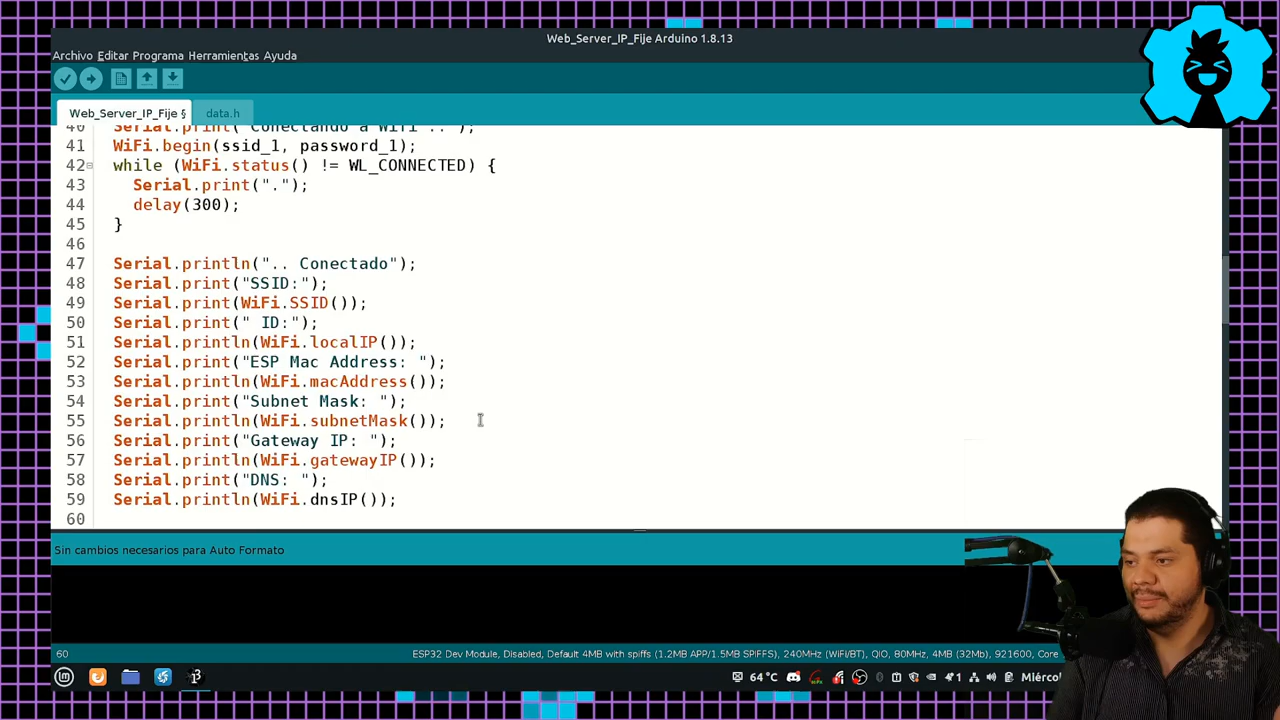 Web_Server_IP_Fije Arduino 1.8.13
Archivo Editar Programa Herramientas Ayuda
Web_Server_IP_Fije § data.h
40 Serial.print("Conectando a Wifi ..");
41 WiFi.begin(ssid_1, password_1);
42 while (WiFi.status() != WL_CONNECTED) {
43 Serial.print(".");
44 delay(300);
45 }
46
47 Serial.println(".. Conectado");
48 Serial.print("SSID:");
49 Serial.print(WiFi.SSID());
50 Serial.print(" ID:");
51 Serial.println(WiFi.localIP());
52 Serial.print("ESP Mac Address: ");
53 Serial.println(WiFi.macAddress());
54 Serial.print("Subnet Mask: ");
55 Serial.println(WiFi.subnetMask());
56 Serial.print("Gateway IP: ");
57 Serial.println(WiFi.gatewayIP());
58 Serial.print("DNS: ");
59 Serial.println(WiFi.dnsIP());
60
Sin cambios necesarios para Auto Formato
60 ESP32 Dev Module, Disabled, Default 4MB with spiffs (1.2MB APP/1.5MB SPIFFS), 240MHz (WiFi/BT), QIO, 80MHz, 4MB (32Mb), 921600, Core
64 °C 1 Miérco